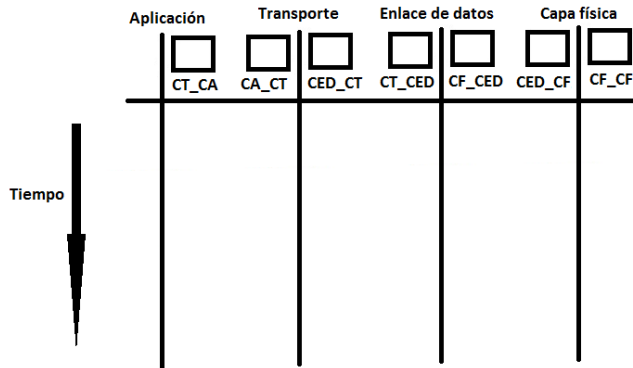 Aplicación Transporte Enlace de datos Capa física
CT_CA CA_CT CED_CT CT_CED CF_CED CED_CF CF_CF
Tiempo